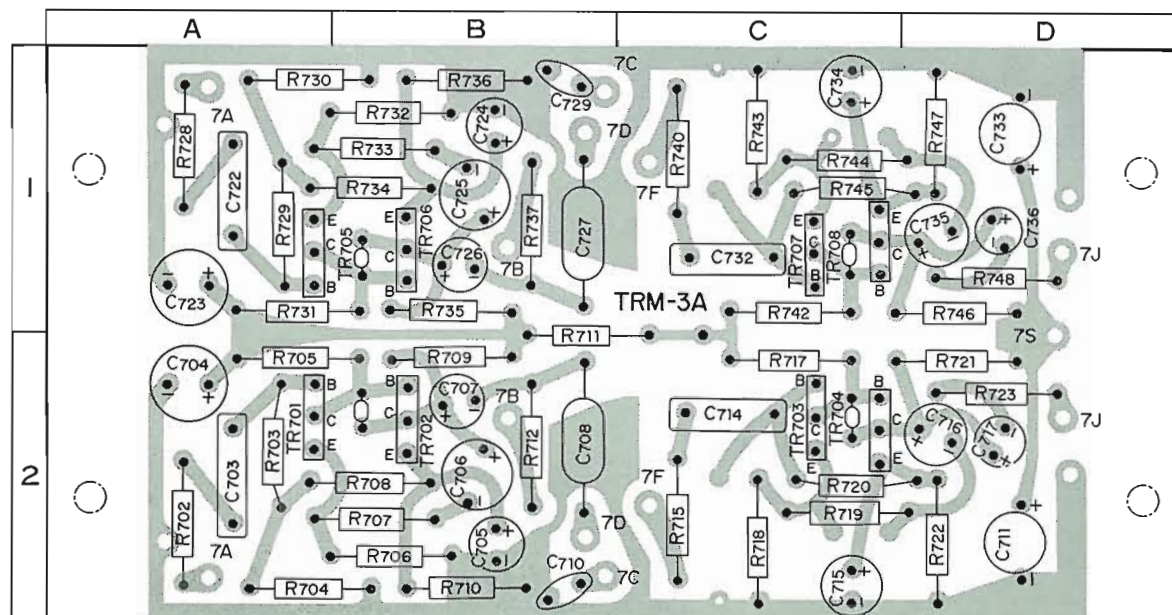 A B C D
1
R730 R736 7C C734
R728 7A R732 C724 C729 R743 R747 C733
R733 7D R740 R744
C722 R734 C725 7F R745
R729 E E R737 C727 E E C735 C736
TR705 C TR706 C C726 7B C732 TR707 C TR708 C 7J
C723 B B B B R748
R731 R735 TRM-3A R742 R746
R711 7S
C704 R705 R709 R717 R721
B B C707 7B B B R723
TR701 C TR702 C C714 TR703 C TR704 C C716 C717 7J
C703 R703 E E R712 C708 E E
2
R708 C706 7F R720
R702 R707 R715 R719
7A R706 C705 7D R718 R722 C711
R704 R710 C710 7C C715